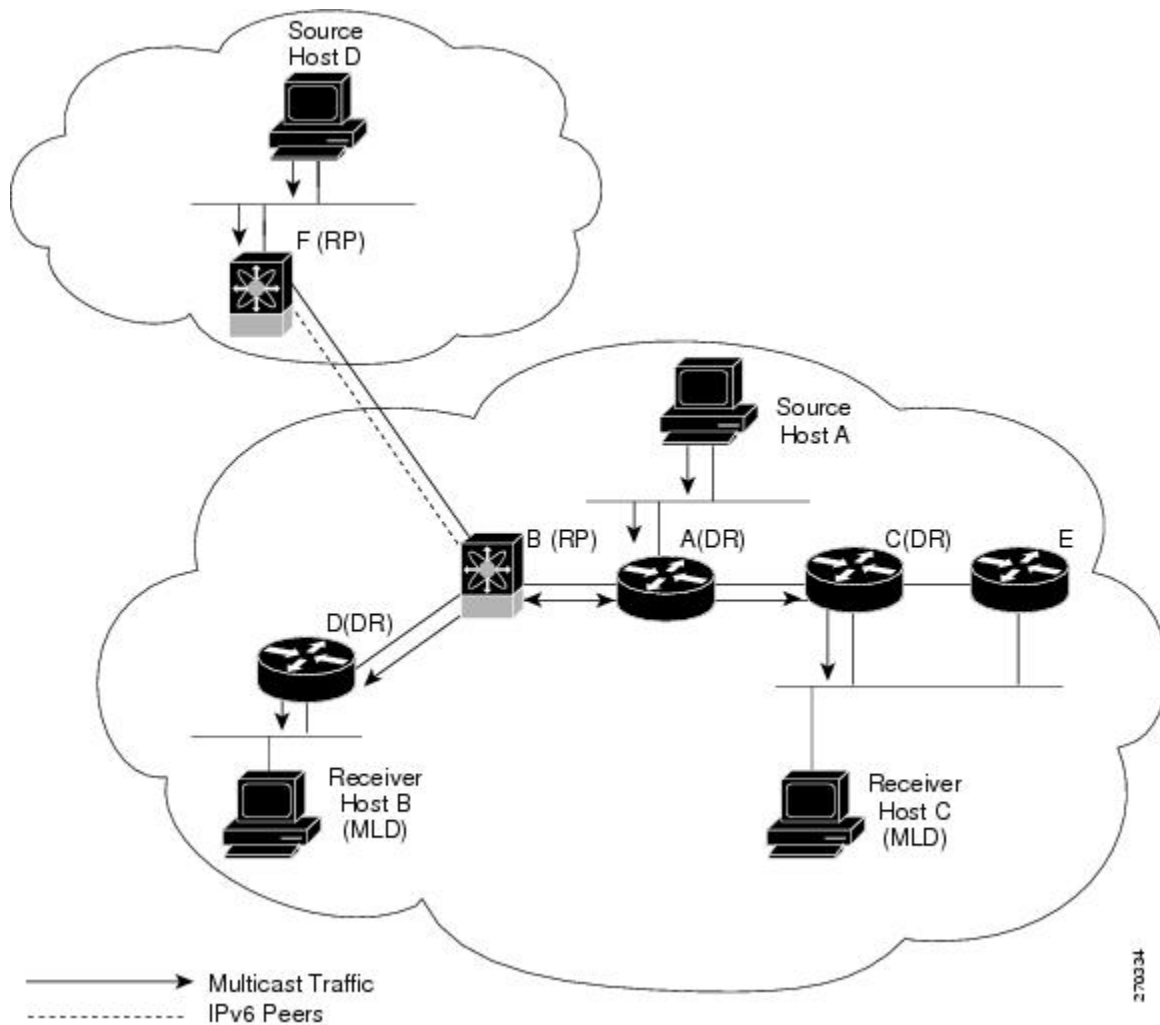 Source
Host D
F (RP)
Source
Host A
B (RP)
A(DR)
C(DR)
E
D(DR)
Receiver
Host B
(MLD)
Receiver
Host C
(MLD)
Multicast Traffic
IPv6 Peers
270334